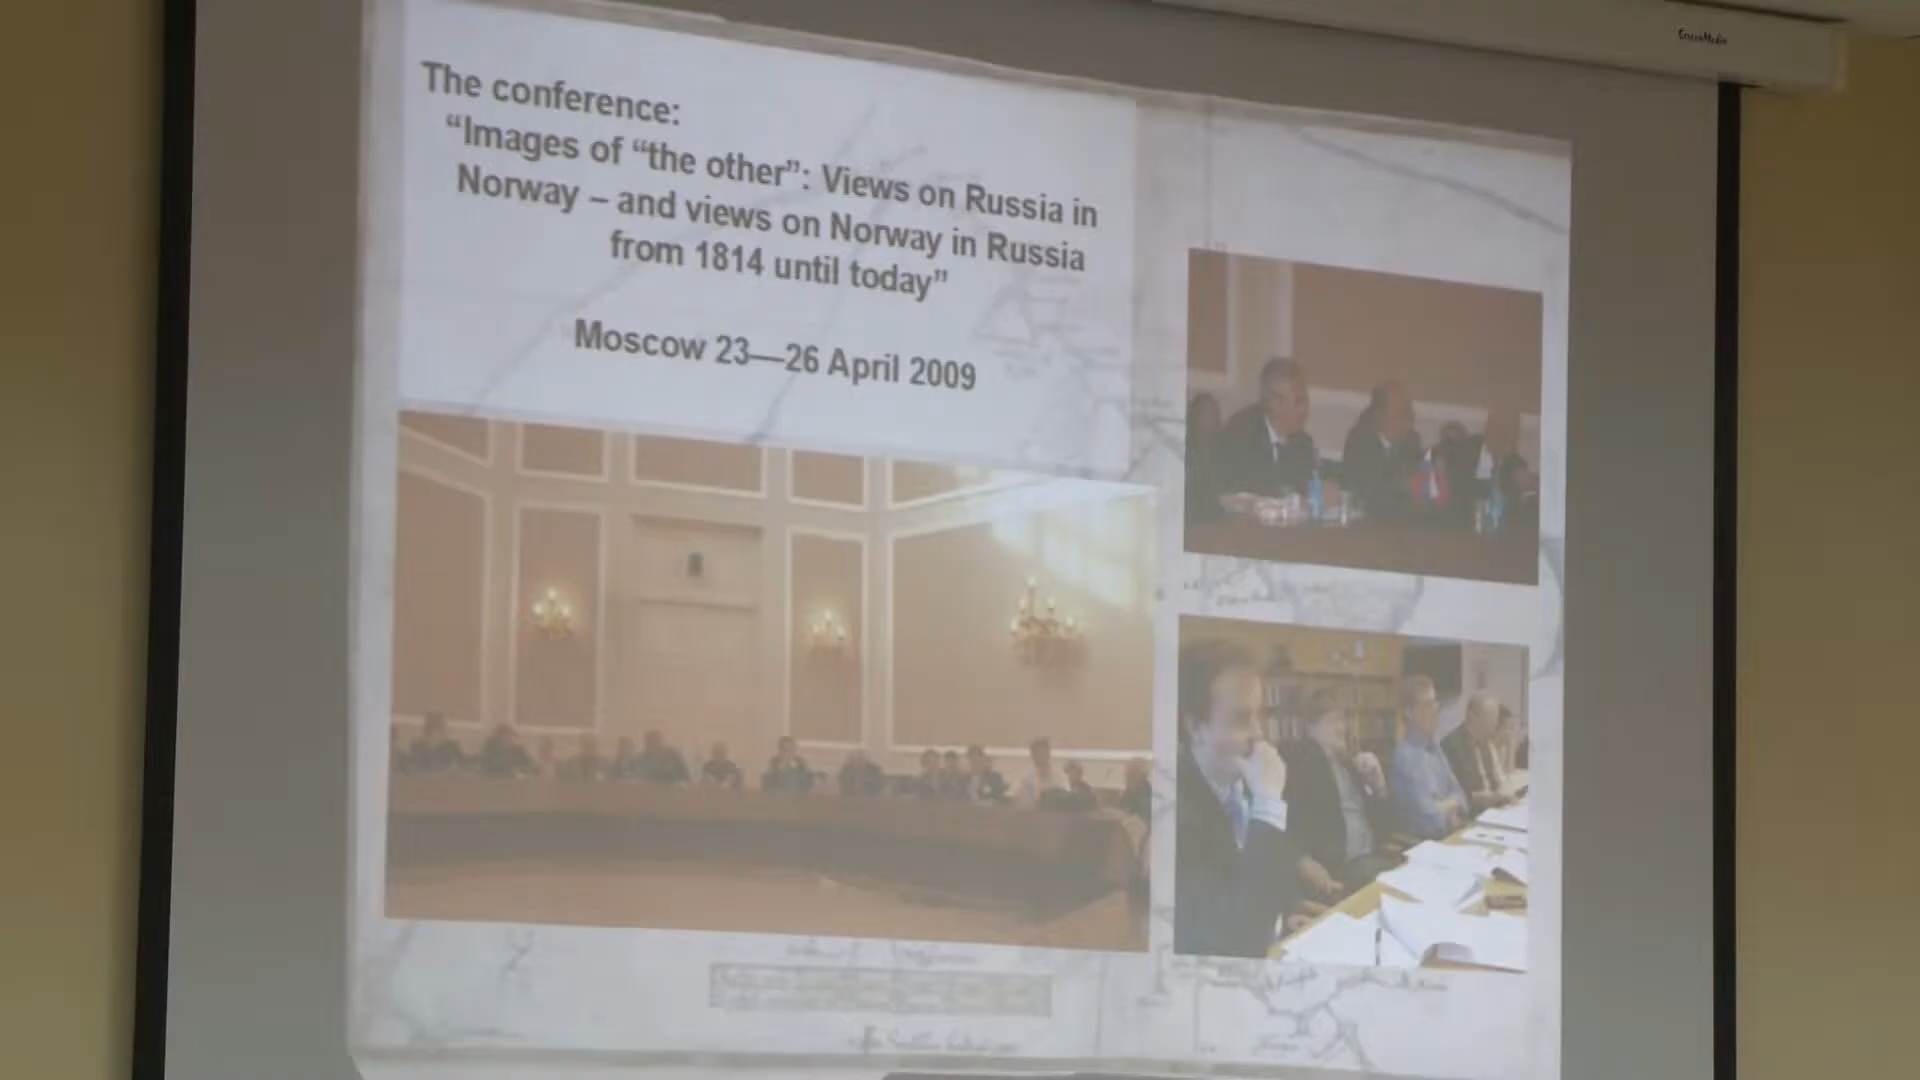 The conference:
“Images of “the other”: Views on Russia in
Norway – and views on Norway in Russia
from 1814 until today”
Moscow 23—26 April 2009